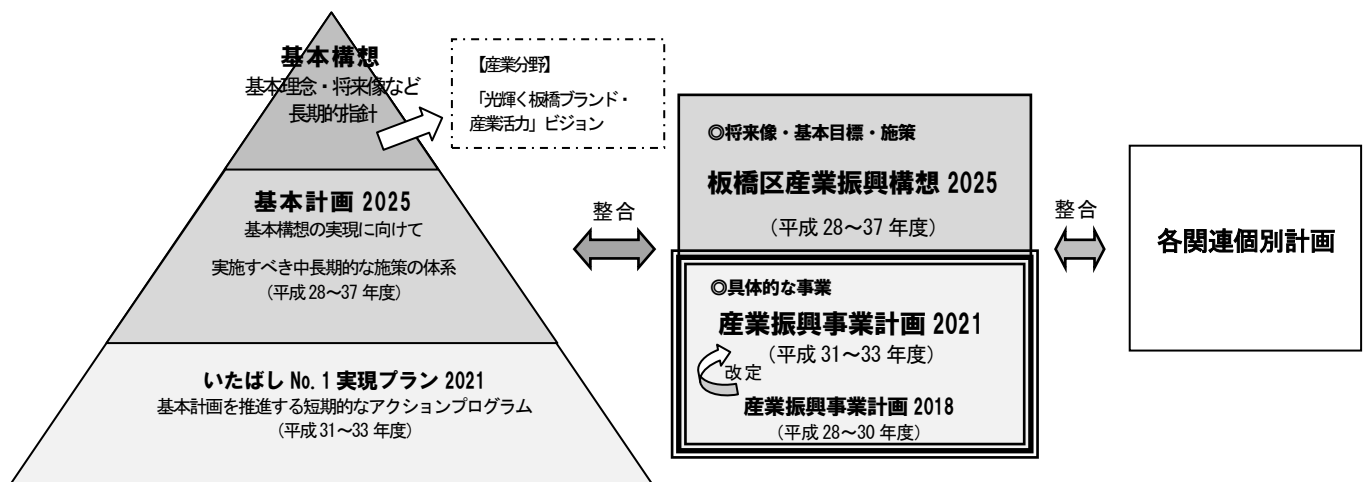 基本構想
基本理念・将来像など
長期的指針
【産業分野】
「光輝く板橋ブランド・
産業活力」ビジョン
基本計画 2025
基本構想の実現に向けて
実施すべき中長期的な施策の体系
（平成 28～37 年度）
いたばし No. 1 実現プラン 2021
基本計画を推進する短期的なアクションプログラム
（平成 31～33 年度）
整合
◎将来像・基本目標・施策
板橋区産業振興構想 2025
（平成 28～37 年度）
◎具体的な事業
産業振興事業計画 2021
（平成 31～33 年度）
改定
産業振興事業計画 2018
（平成 28～30 年度）
整合
各関連個別計画